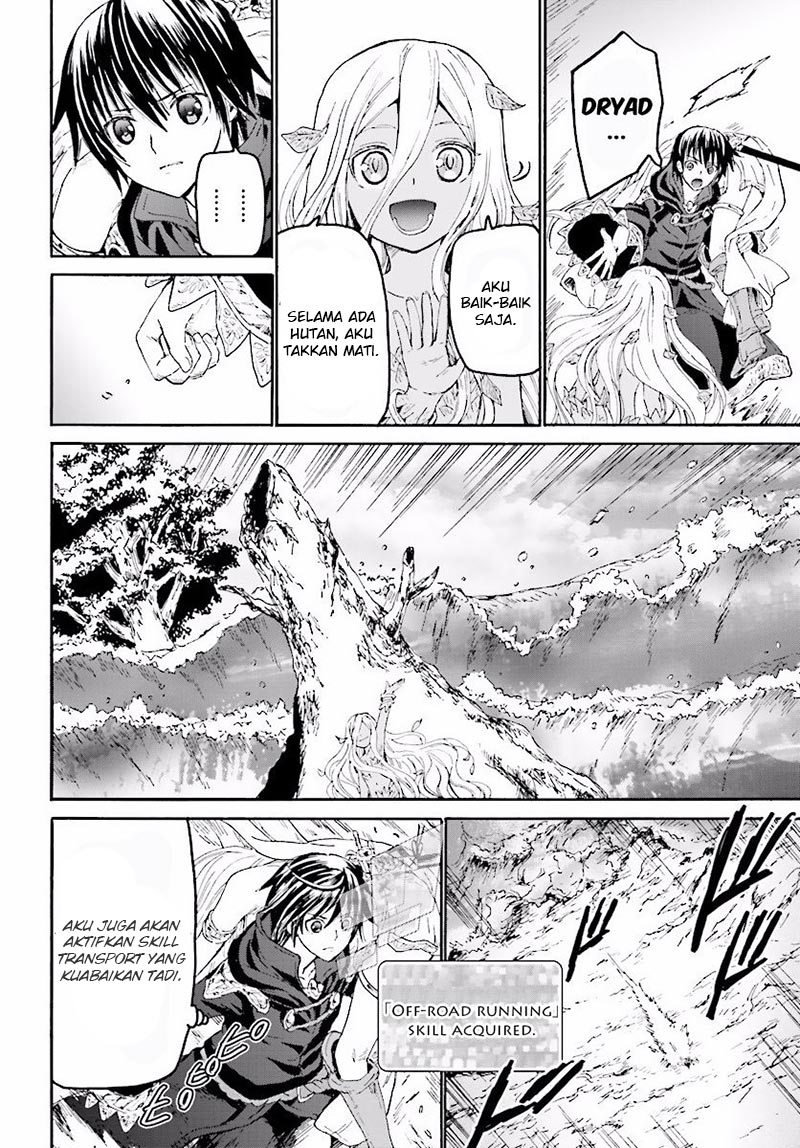 DRYAD
...
AKU
BAIK-BAIK
SAJA.
SELAMA ADA
HUTAN, AKU
TAKKAN MATI.
......
「OFF-ROAD RUNNING」
SKILL ACQUIRED.
AKU JUGA AKAN
AKTIFKAN SKILL
TRANSPORT YANG
KUABAIKAN TADI.